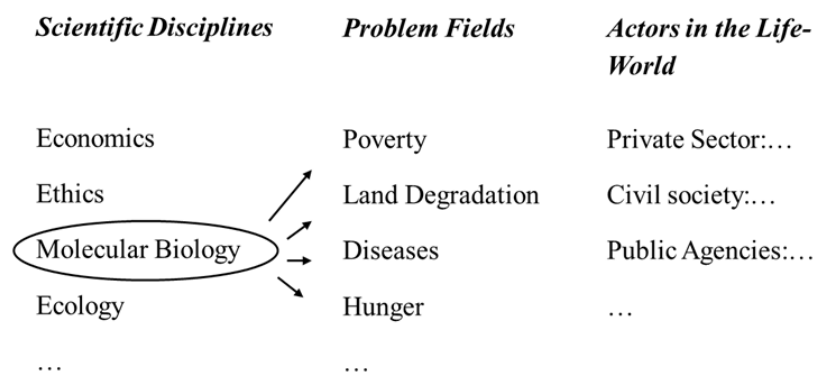 Scientific Disciplines
Problem Fields
Actors in the Life-
World
Economics
Poverty
Private Sector:…
Ethics
Land Degradation
Civil society:…
Molecular Biology
Diseases
Public Agencies:…
Ecology
Hunger
…
…
…